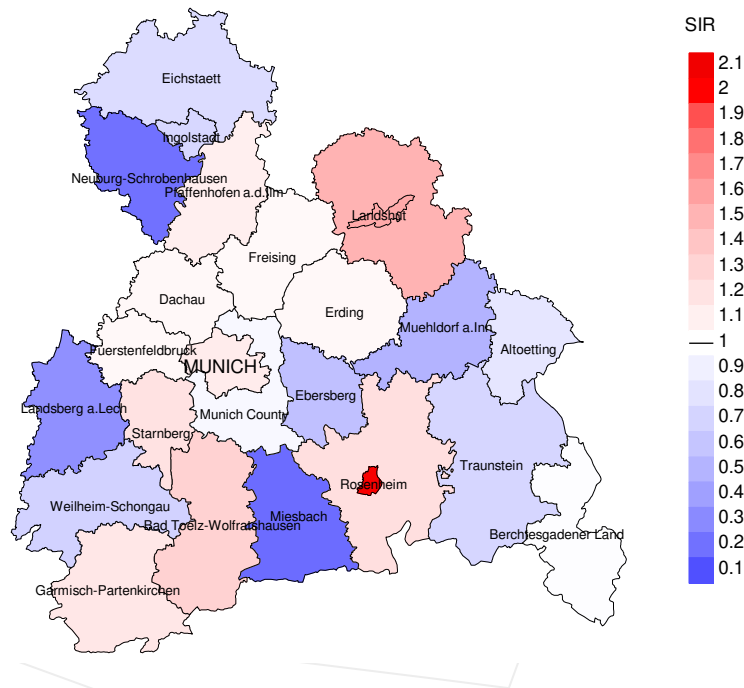 SIR
2.1
2
1.9
1.8
1.7
1.6
1.5
1.4
1.3
1.2
1.1
1
0.9
0.8
0.7
0.6
0.5
0.4
0.3
0.2
0.1
Eichstaett
Ingolstadt
Neuburg-Schrobenhausen
Pfaffenhofen a.d.Ilm
Landshut
Freising
Dachau
Erding
Muehldorf a.Inn
Fuerstenfeldbruck
Altoetting
MUNICH
Ebersberg
Landsberg a.Lech
Munich County
Starnberg
Traunstein
Rosenheim
Weilheim-Schongau
Miesbach
Bad Toelz-Wolfratshausen
Berchtesgadener Land
Garmisch-Partenkirchen